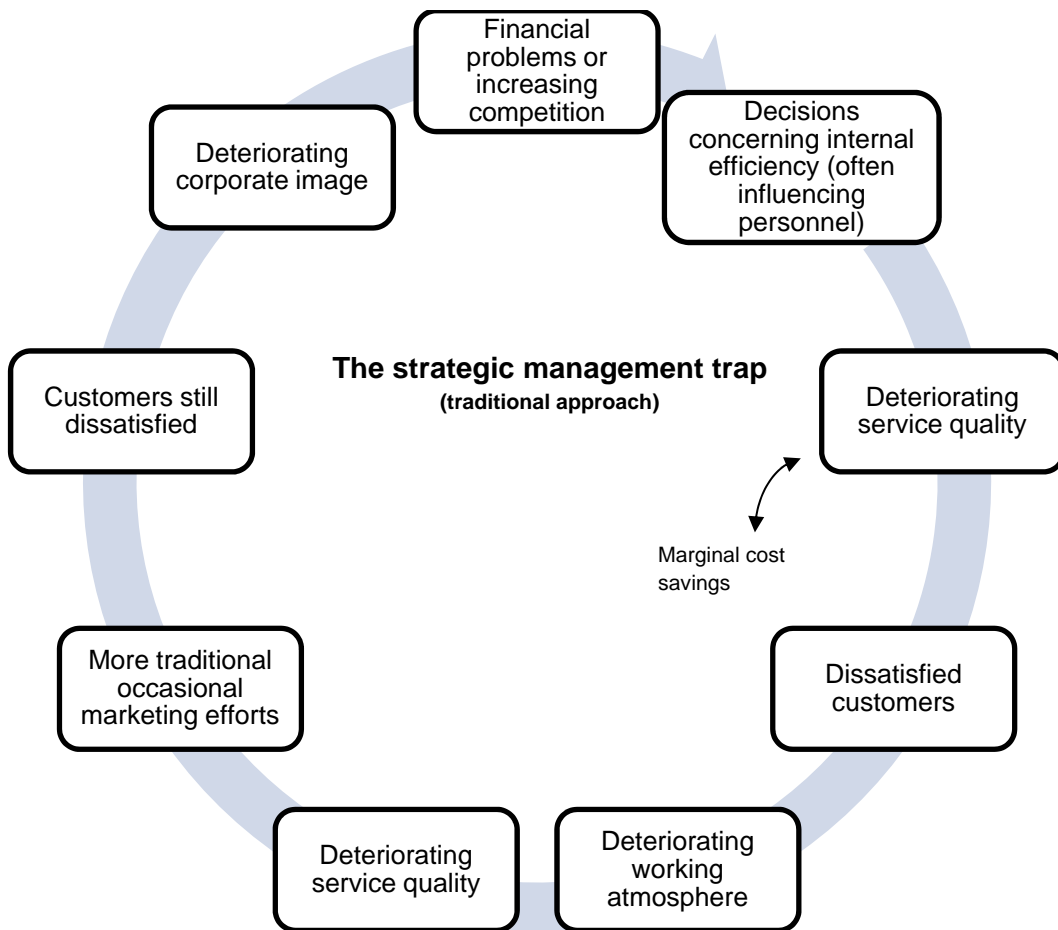 Financial
problems or
increasing
competition
Decisions
concerning internal
efficiency (often
influencing
personnel)
Deteriorating
service quality
Marginal cost
savings
Dissatisfied
customers
Deteriorating
working
atmosphere
Deteriorating
service quality
More traditional
occasional
marketing efforts
Customers still
dissatisfied
Deteriorating
corporate image
The strategic management trap
(traditional approach)